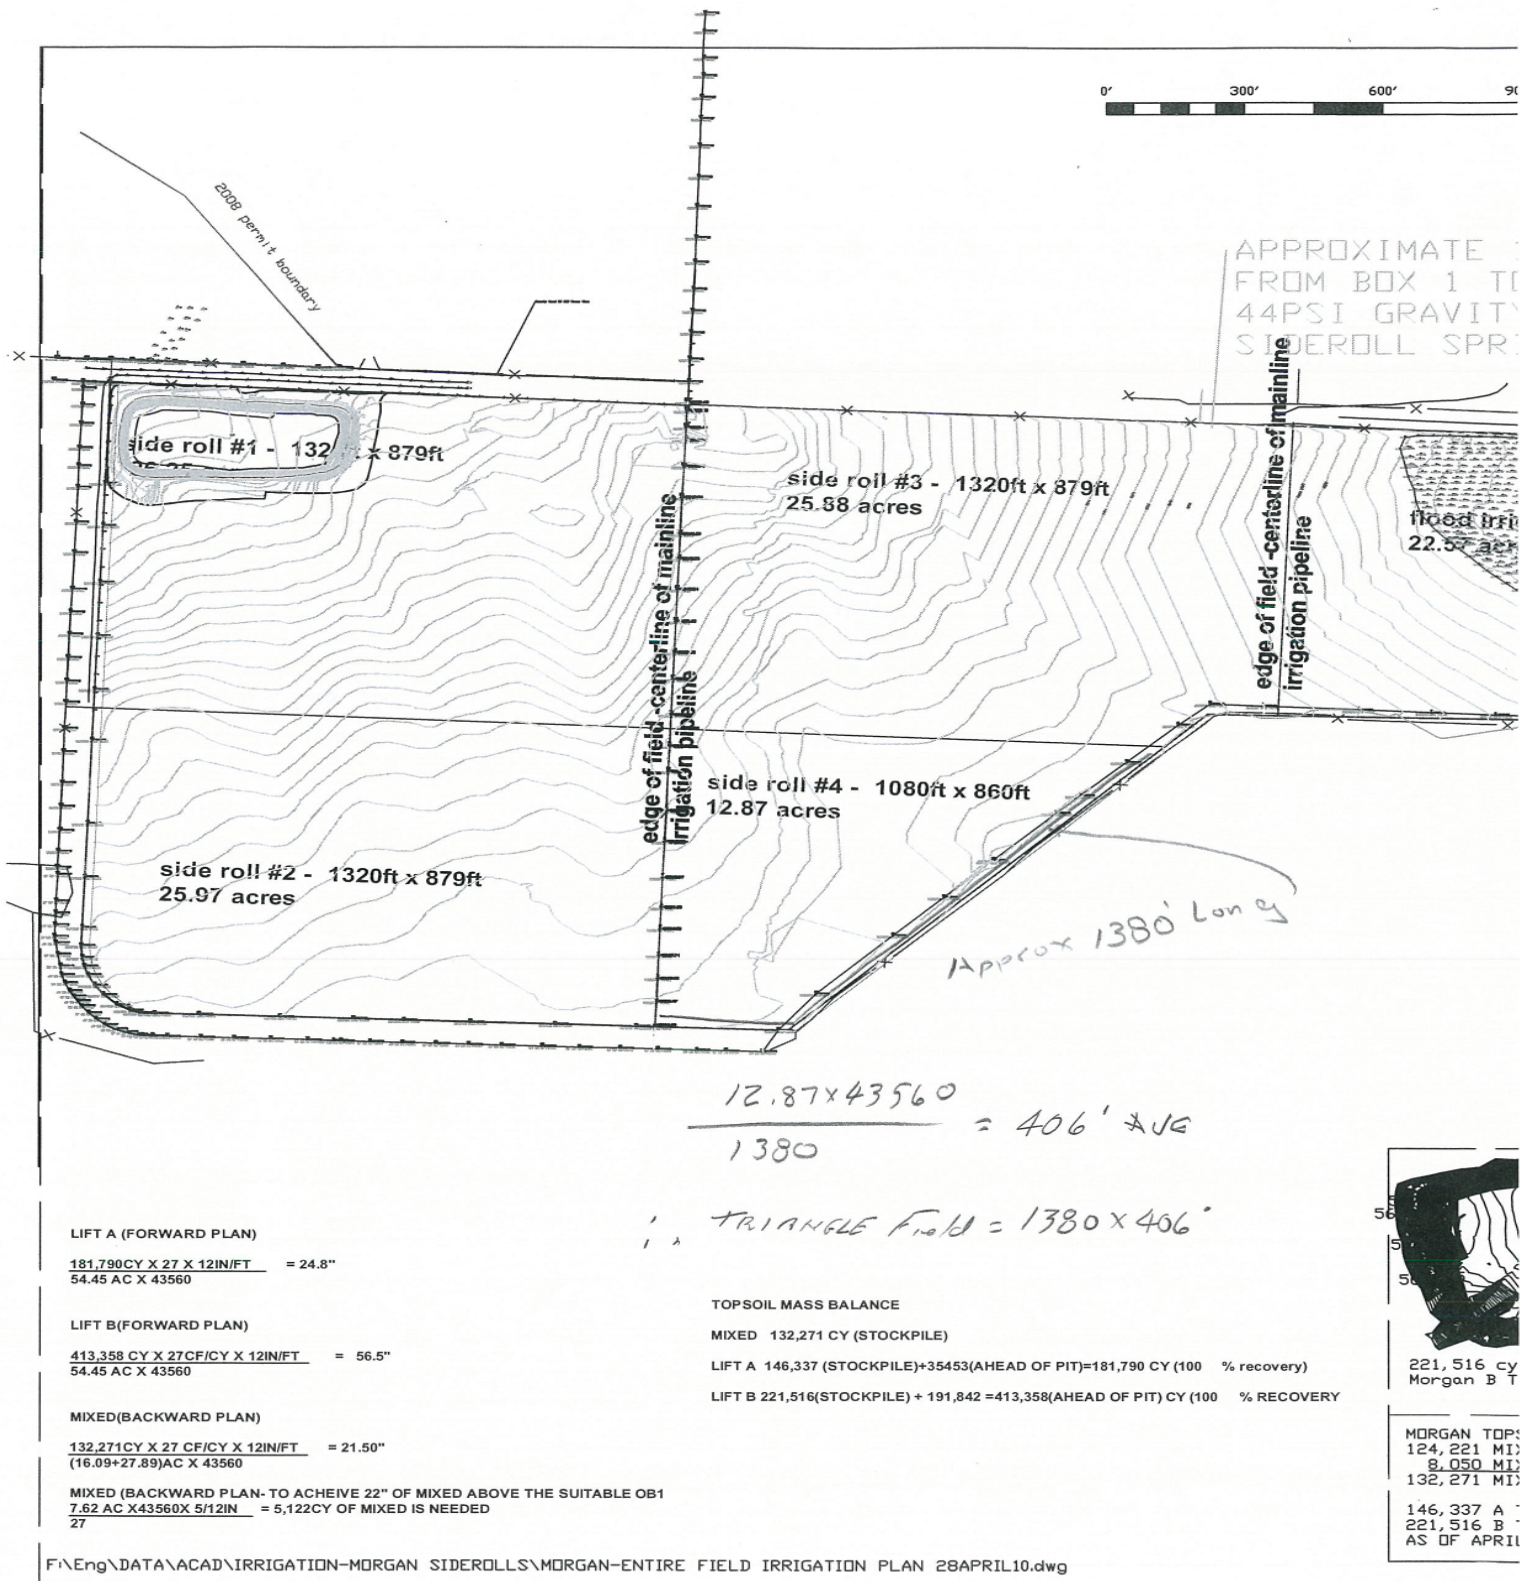 0' 300' 600'
2008 permit boundary
APPROXIMATE
FROM BOX 1
44PSI GRAVITY
SIDEROLL
side roll #1 - x 879ft
side roll #3 - 1320ft x 879ft
25.88 acres
edge of field -centerline of mainline
irrigation pipeline
edge of field -centerline of mainline
irrigation pipeline
flood
side roll #4 - 1080ft x 860ft
12.87 acres
side roll #2 - 1320ft x 879ft
25.97 acres
Approx 1380' Long
12.87x43560
= 406' AVE
1380
∴ TRIANGLE Field = 1380 x 406'
LIFT A (FORWARD PLAN)
181,790CY X 27 X 12IN/FT = 24.8"
54.45 AC X 43560
LIFT B(FORWARD PLAN)
413,358 CY X 27CF/CY X 12IN/FT = 56.5"
54.45 AC X 43560
MIXED(BACKWARD PLAN)
132,271CY X 27 CF/CY X 12IN/FT = 21.50"
(16.09+27.89)AC X 43560
MIXED (BACKWARD PLAN- TO ACHEIVE 22" OF MIXED ABOVE THE SUITABLE OB1
7.62 AC X43560X 5/12IN = 5,122CY OF MIXED IS NEEDED
27
TOPSOIL MASS BALANCE
MIXED 132,271 CY (STOCKPILE)
LIFT A 146,337 (STOCKPILE)+35453(AHEAD OF PIT)=181,790 CY (100 % recovery)
LIFT B 221,516(STOCKPILE) + 191,842 =413,358(AHEAD OF PIT) CY (100 % RECOVERY
221,516 cy
Morgan B T
MORGAN
124,221
8,050
132,271
146,337 A
221,516 B
AS OF
F:\Eng\DATA\ACAD\IRRIGATION-MORGAN SIDEROLLS\MORGAN-ENTIRE FIELD IRRIGATION PLAN 28APRIL10.dwg